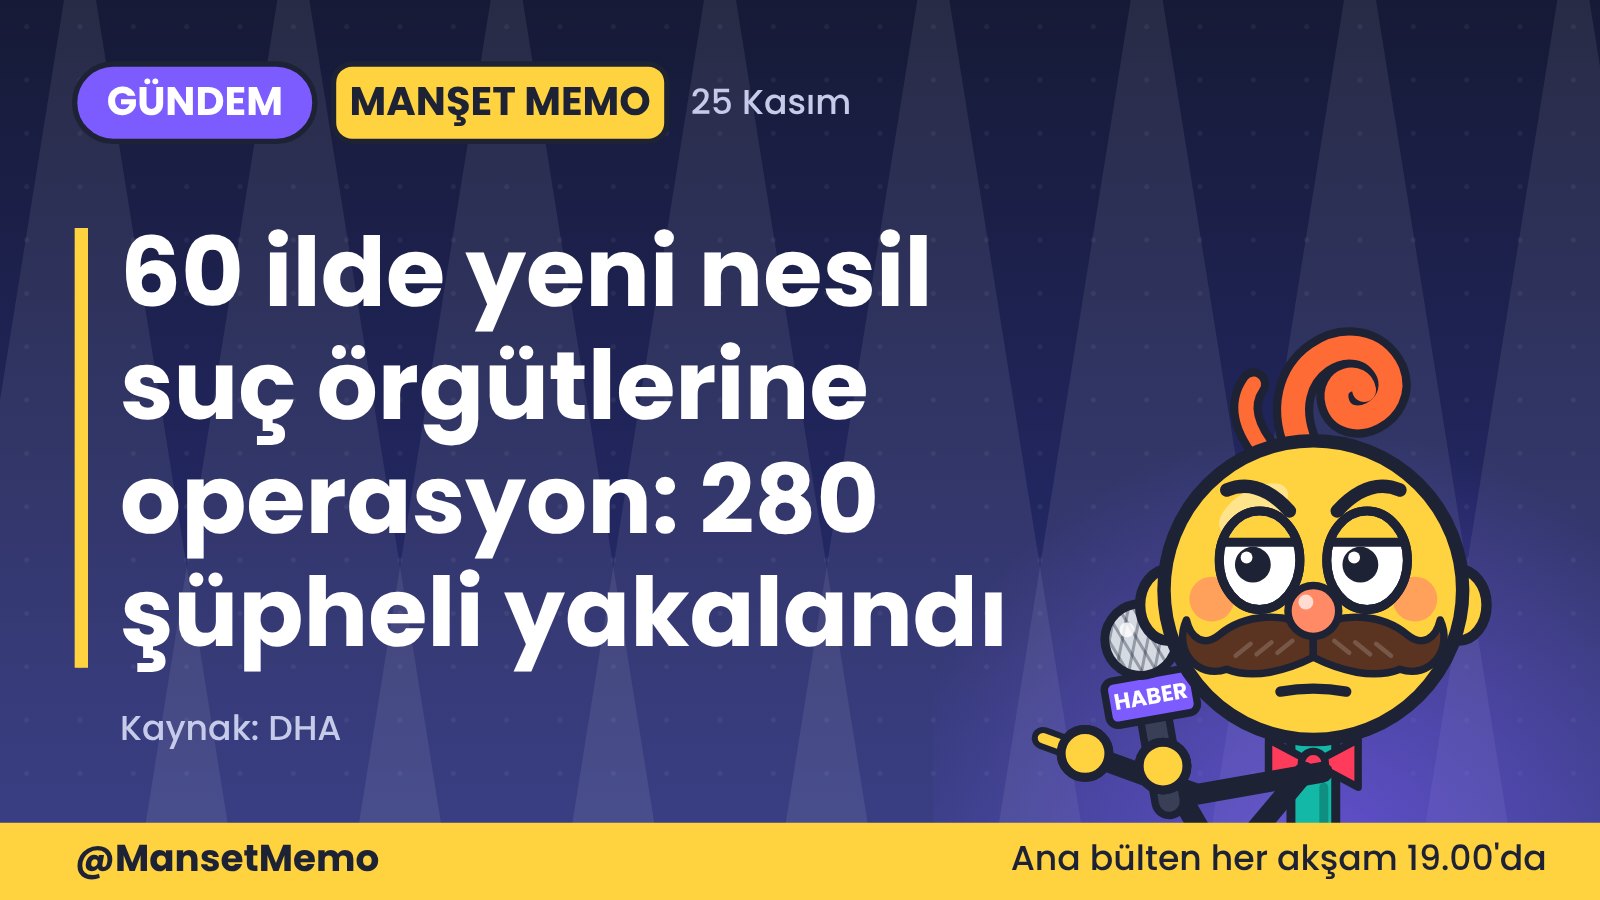 GÜNDEM MANŞET MEMO 25 Kasım
60 ilde yeni nesil
suç örgütlerine
operasyon: 280
şüpheli yakalandı
Kaynak: DHA
HABER
@MansetMemo
Ana bülten her akşam 19.00'da